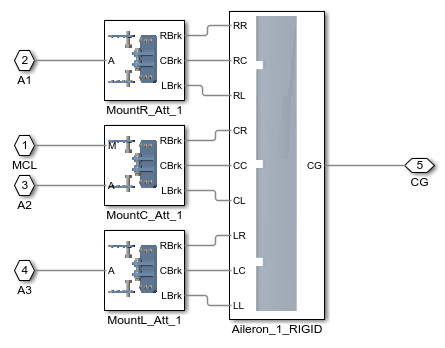 2
A1
A
RBrk
CBrk
LBrk
MountR_Att_1
1
MCL
3
A2
M
A
RBrk
CBrk
LBrk
MountC_Att_1
4
A3
A
RBrk
CBrk
LBrk
MountL_Att_1
RR
RC
RL
CR
CC
CL
LR
LC
LL
CG
Aileron_1_RIGID
5
CG